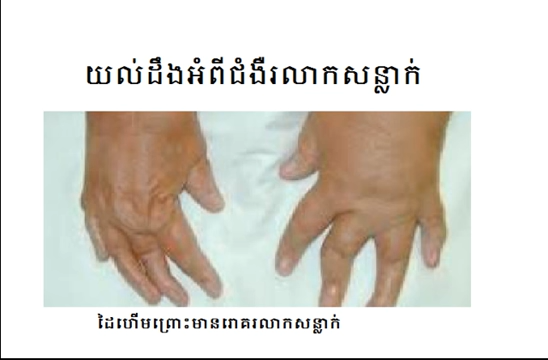 យល់ដឹងអំពីជំងឺរលាកសន្លាក់
ដៃហើមព្រោះមានរោគរលាកសន្លាក់